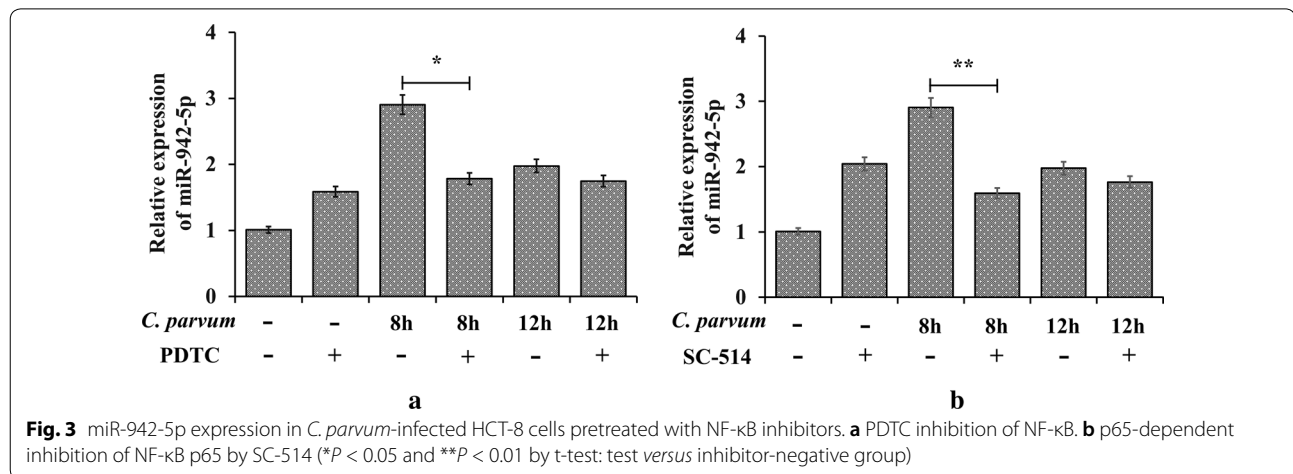 4
3
2
1
0
Relative expression
of miR-942-5p
*
C. parvum – – 8h 8h 12h 12h
PDTC – + – + – +
a
4
3
2
1
0
Relative expression
of miR-942-5p
**
C. parvum – – 8h 8h 12h 12h
SC-514 – + – + – +
b
Fig. 3 miR-942-5p expression in C. parvum-infected HCT-8 cells pretreated with NF-κB inhibitors. a PDTC inhibition of NF-κB. b p65-dependent
inhibition of NF-κB p65 by SC-514 (*P < 0.05 and **P < 0.01 by t-test: test versus inhibitor-negative group)